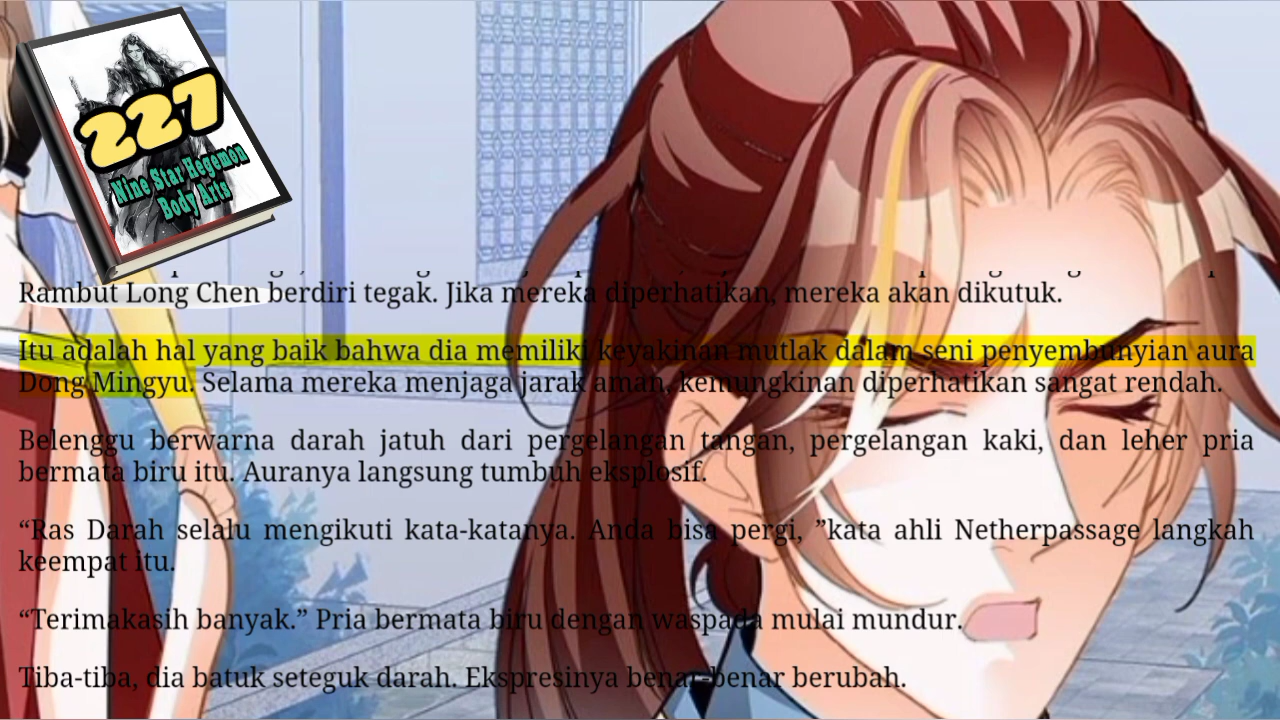 227
Nine Star Hegemon
Body Arts
Rambut Long Chen berdiri tegak. Jika mereka diperhatikan, mereka akan dikutuk.
Itu adalah hal yang baik bahwa dia memiliki keyakinan mutlak dalam seni penyembunyian aura
Dong Mingyu. Selama mereka menjaga jarak aman, kemungkinan diperhatikan sangat rendah.
Belenggu berwarna darah jatuh dari pergelangan tangan, pergelangan kaki, dan leher pria
bermata biru itu. Auranya langsung tumbuh eksplosif.
“Ras Darah selalu mengikuti kata-katanya. Anda bisa pergi, ”kata ahli Netherpassage langkah
keempat itu.
“Terimakasih banyak.” Pria bermata biru dengan waspada mulai mundur.
Tiba-tiba, dia batuk seteguk darah. Ekspresinya benar-benar berubah.